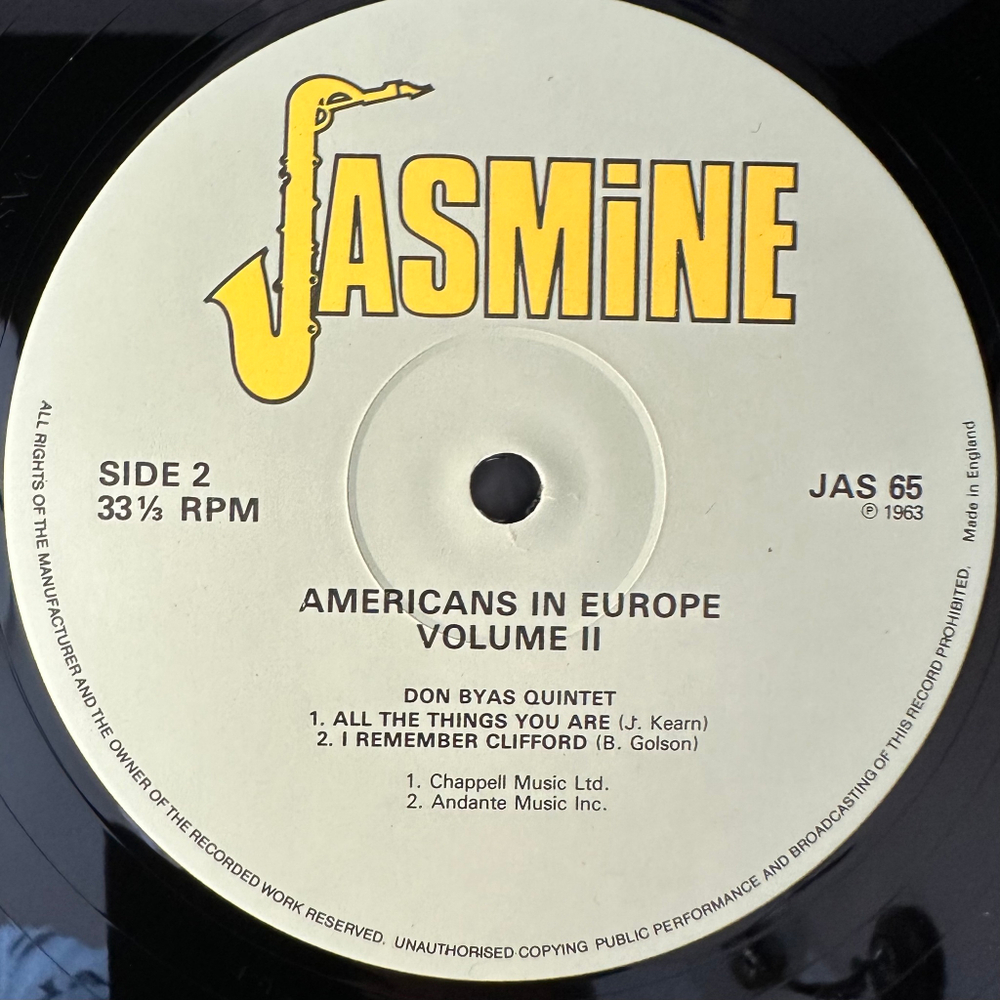 JASMiNE
SIDE 2
33⅓ RPM
JAS 65
℗ 1963
AMERICANS IN EUROPE
VOLUME II
DON BYAS QUINTET
1. ALL THE THINGS YOU ARE (J. Kearn)
2. I REMEMBER CLIFFORD (B. Golson)
1. Chappell Music Ltd.
2. Andante Music Inc.
ALL RIGHTS OF THE MANUFACTURER AND THE OWNER OF THE RECORDED WORK RESERVED. UNAUTHORISED COPYING PUBLIC PERFORMANCE AND BROADCASTING OF THIS RECORD PROHIBITED. Made in England